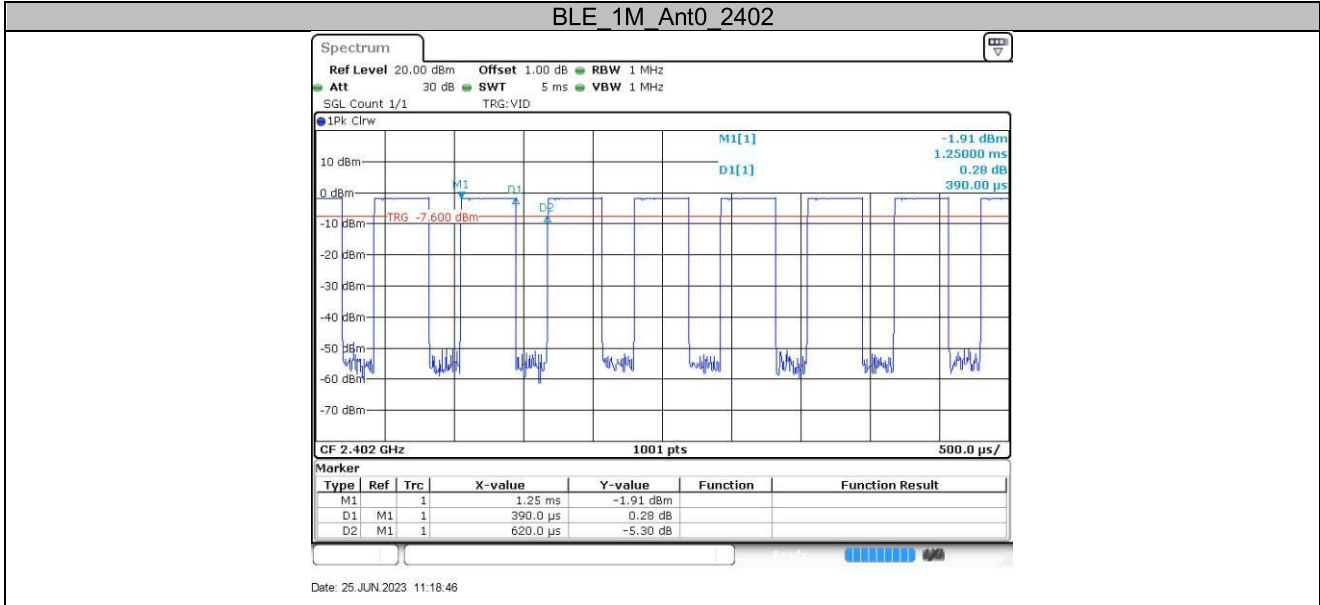 BLE_1M_Ant0_2402
Spectrum
Ref Level 20.00 dBm Offset 1.00 dB RBW 1 MHz
Att 30 dB SWT 5 ms VBW 1 MHz
SGL Count 1/1 TRG:VID
1Pk Clrw
M1[1] -1.91 dBm
1.25000 ms
10 dBm
D1[1] 0.28 dB
390.00 µs
M1
D1
0 dBm
D2
TRG -7.600 dBm
-10 dBm
-20 dBm
-30 dBm
-40 dBm
-50 dBm
-60 dBm
-70 dBm
CF 2.402 GHz 1001 pts 500.0 µs/
Marker
Type Ref Trc X-value Y-value Function Function Result
M1 1 1.25 ms -1.91 dBm
D1 M1 1 390.0 µs 0.28 dB
D2 M1 1 620.0 µs -5.30 dB
Ready
Date: 25.JUN.2023 11:18:46